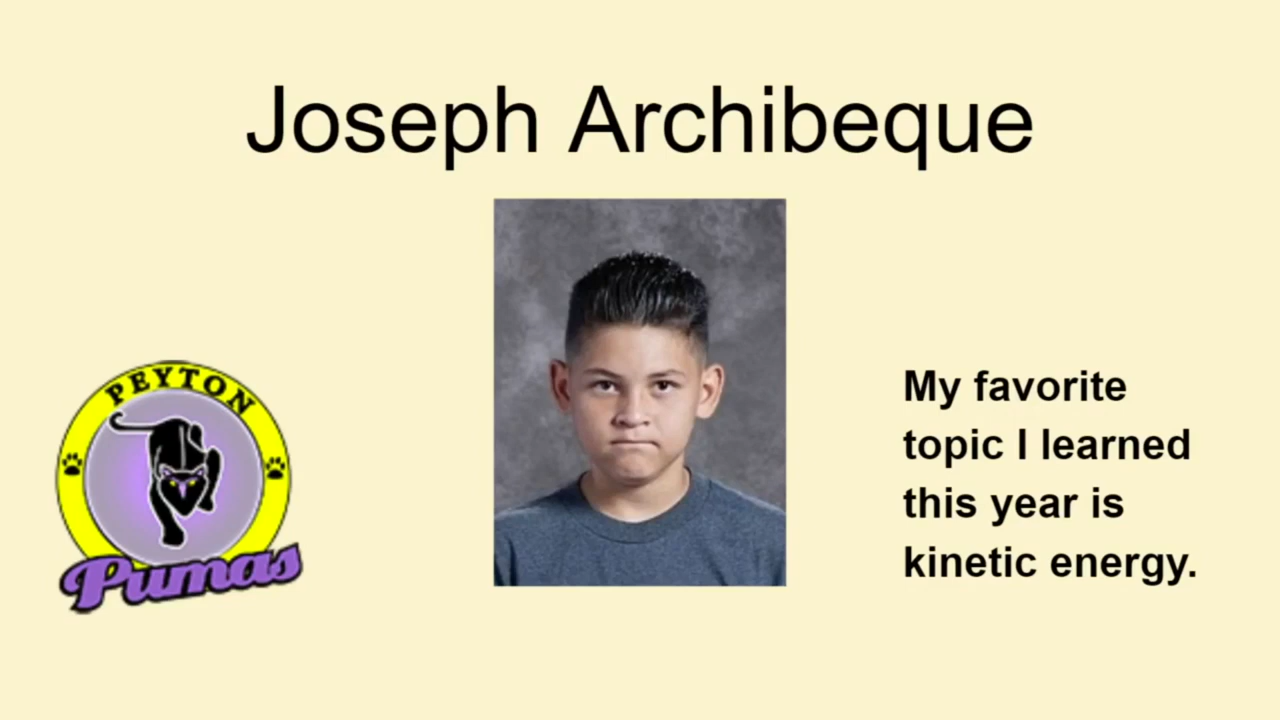 Joseph Archibeque
PEYTON
Pumas
My favorite
topic I learned
this year is
kinetic energy.